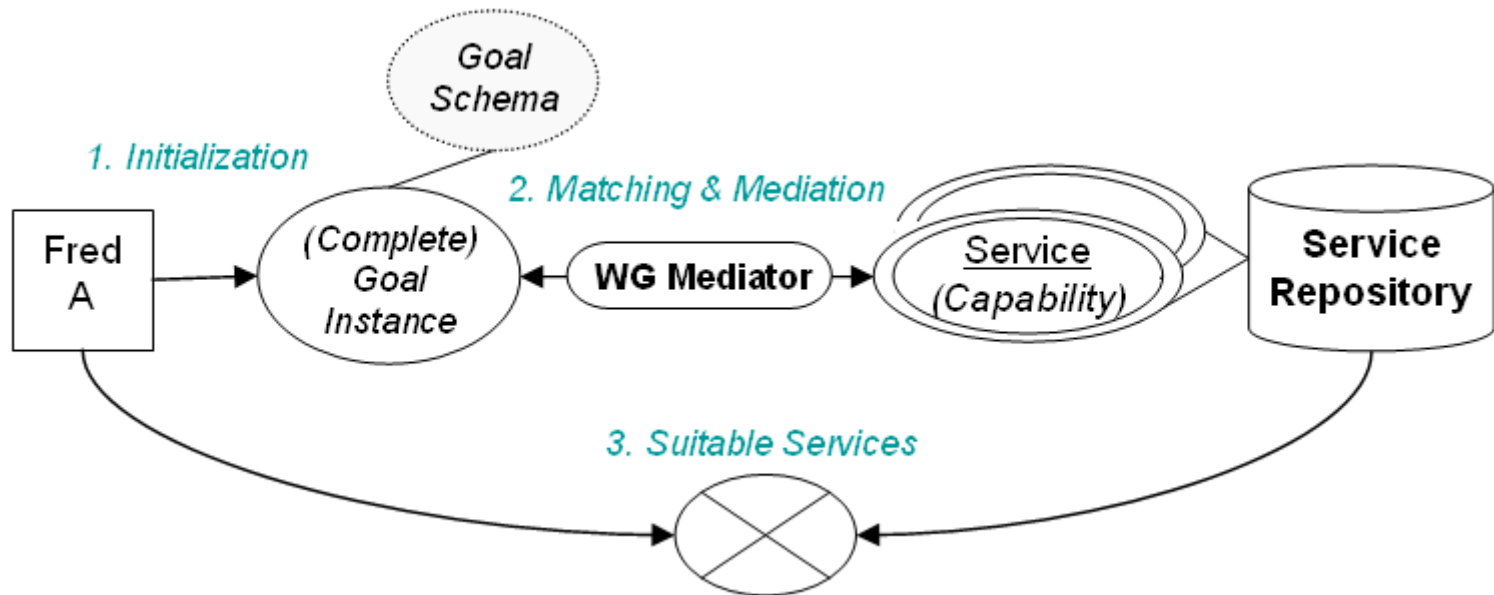 Goal
Schema
1. Initialization
2. Matching & Mediation
Fred
A
(Complete)
Goal
Instance
WG Mediator
Service
(Capability)
Service
Repository
3. Suitable Services